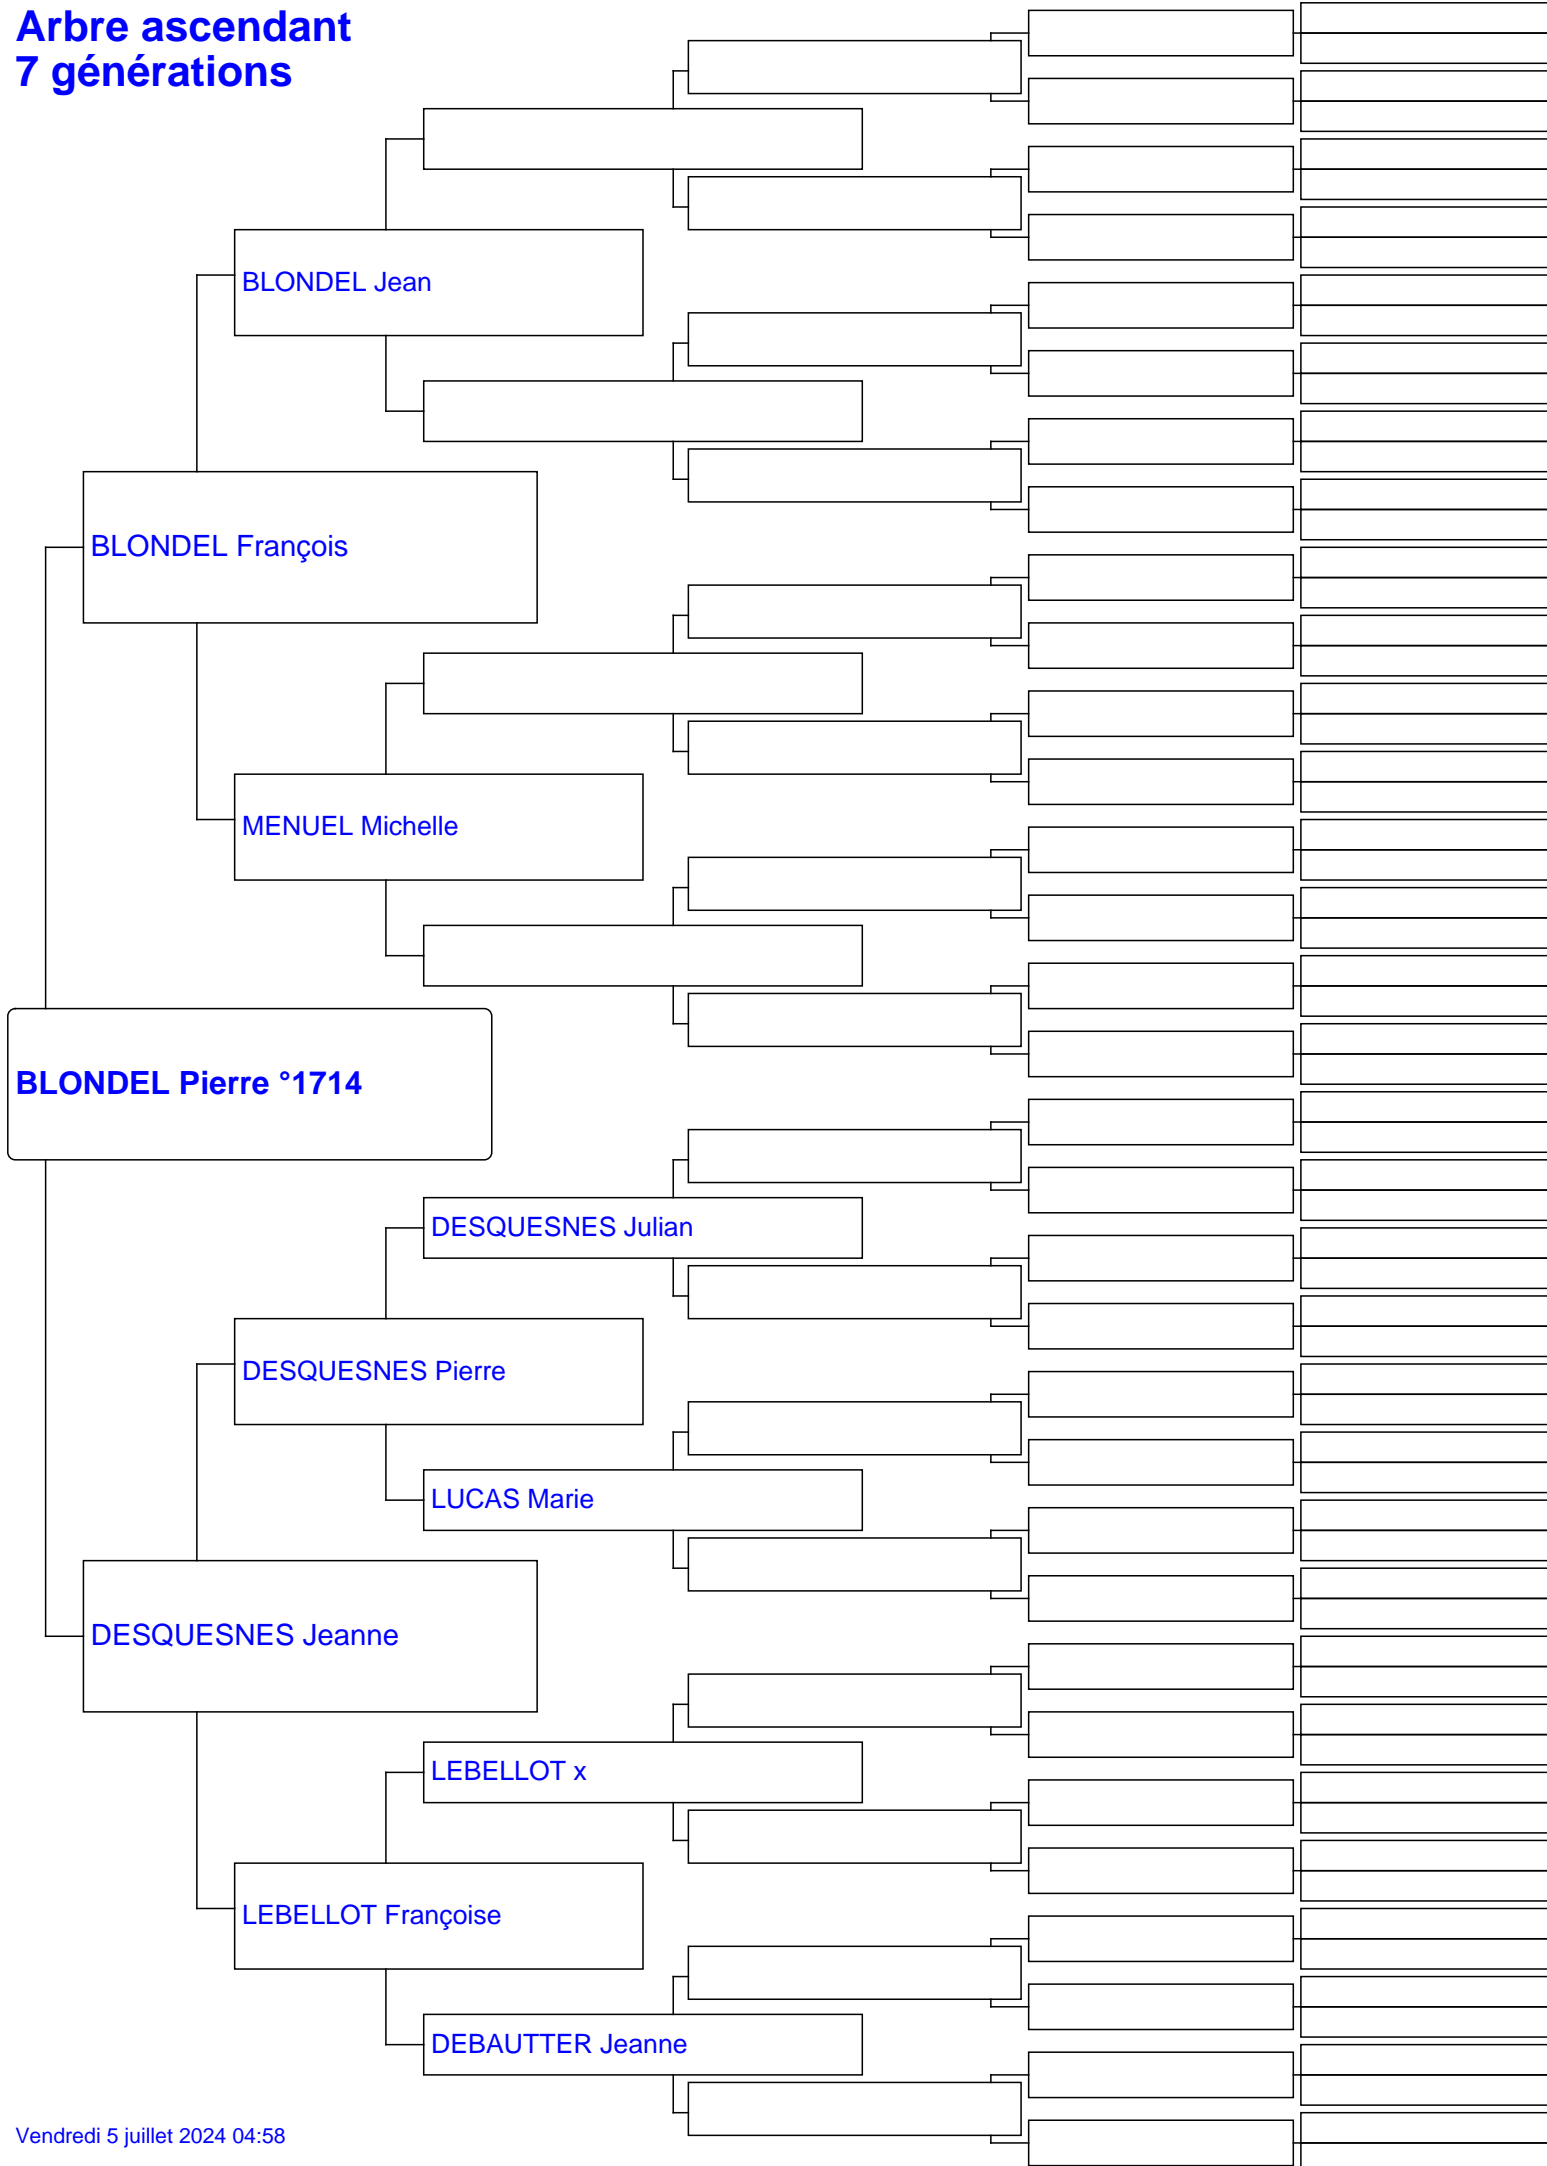 Arbre ascendant
7 générations
BLONDEL Jean
BLONDEL François
MENUEL Michelle
BLONDEL Pierre °1714
DESQUESNES Julian
DESQUESNES Pierre
LUCAS Marie
DESQUESNES Jeanne
LEBELLOT x
LEBELLOT Françoise
DEBAUTTER Jeanne
Vendredi 5 juillet 2024 04:58